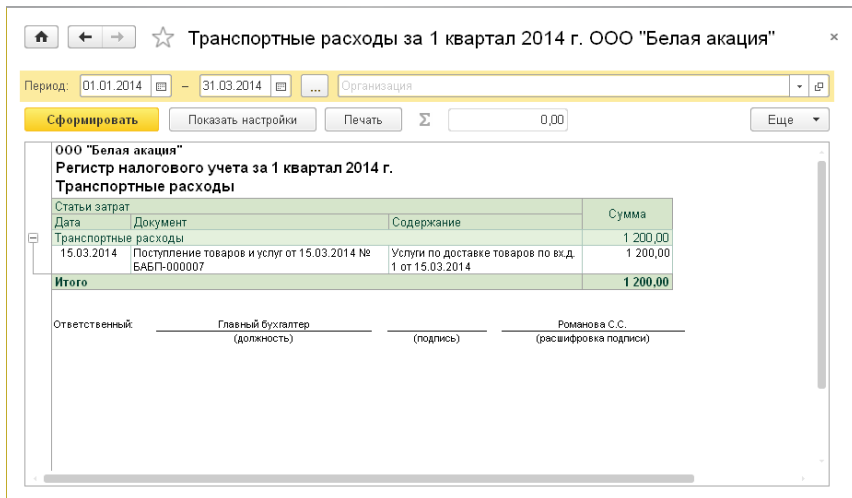 Транспортные расходы за 1 квартал 2014 г. ООО "Белая акация"
Период: 01.01.2014 – 31.03.2014 ... Организация
Сформировать Показать настройки Печать Σ 0,00 Еще
ООО "Белая акация"
Регистр налогового учета за 1 квартал 2014 г.
Транспортные расходы
Статьи затрат Сумма
Дата Документ Содержание
Транспортные расходы 1 200,00
15.03.2014 Поступление товаров и услуг от 15.03.2014 № Услуги по доставке товаров по вх.д. 1 200,00
БАБП-000007 1 от 15.03.2014
Итого 1 200,00
Ответственный: Главный бухгалтер Романова С.С.
(должность) (подпись) (расшифровка подписи)